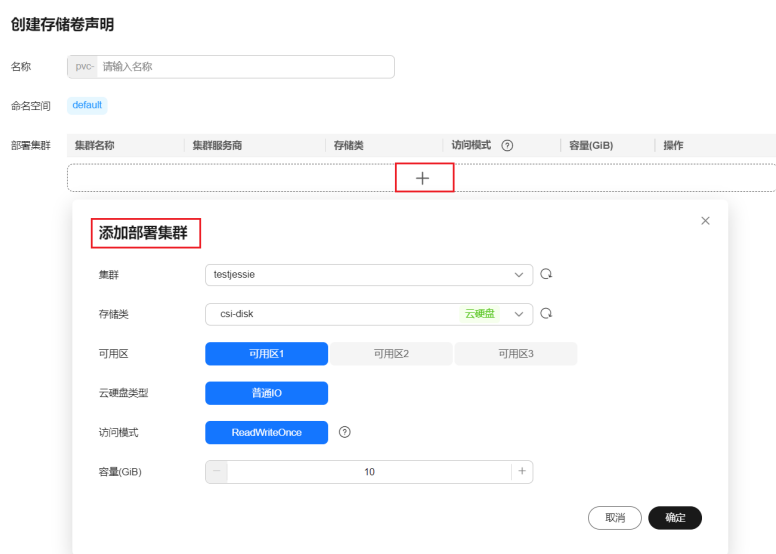 创建存储卷声明
名称 pvc- 请输入名称
命名空间 default
部署集群 集群名称 集群服务商 存储类 访问模式 ? 容量(GiB) 操作
添加部署集群
集群 testjessie
存储类 csi-disk 云硬盘
可用区 可用区1 可用区2 可用区3
云硬盘类型 普通IO
访问模式 ReadWriteOnce ?
容量(GiB) 10
取消 确定